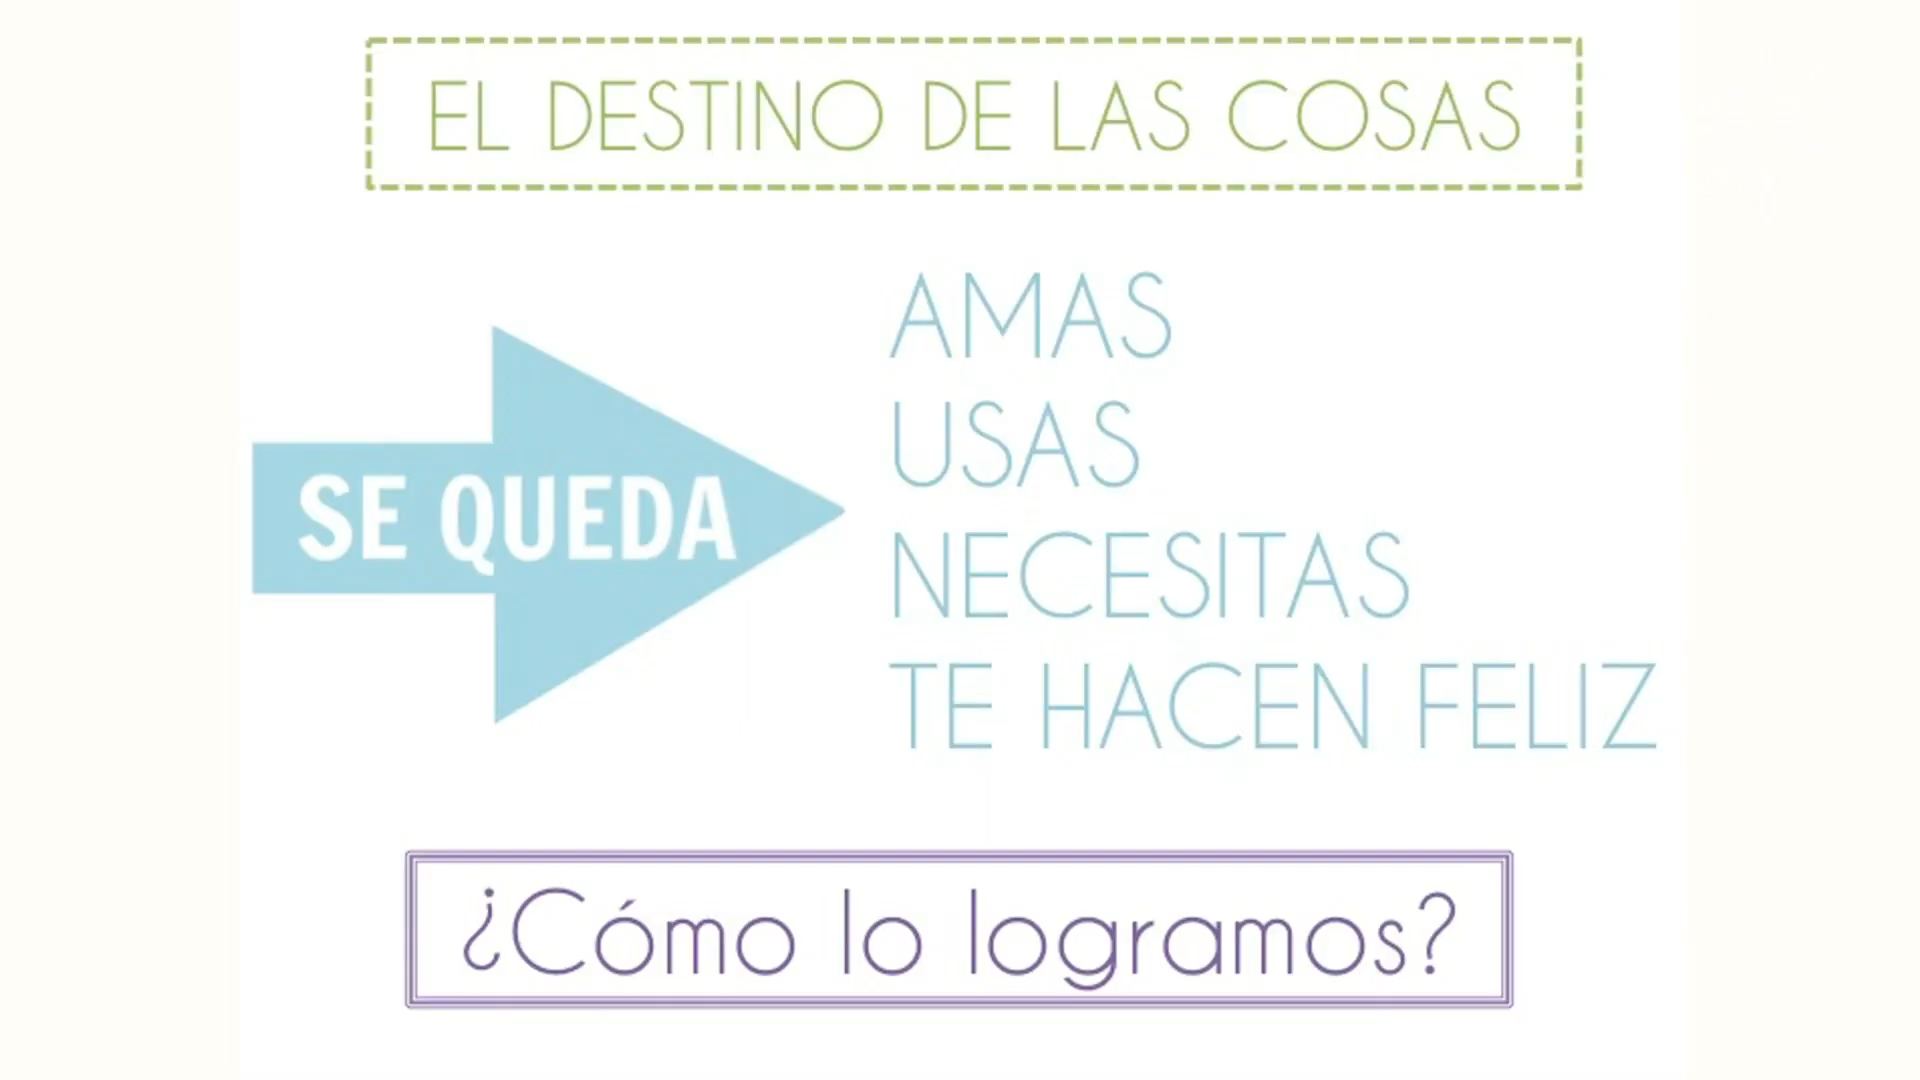 EL DESTINO DE LAS COSAS
SE QUEDA
AMAS
USAS
NECESITAS
TE HACEN FELIZ
¿Cómo lo logramos?